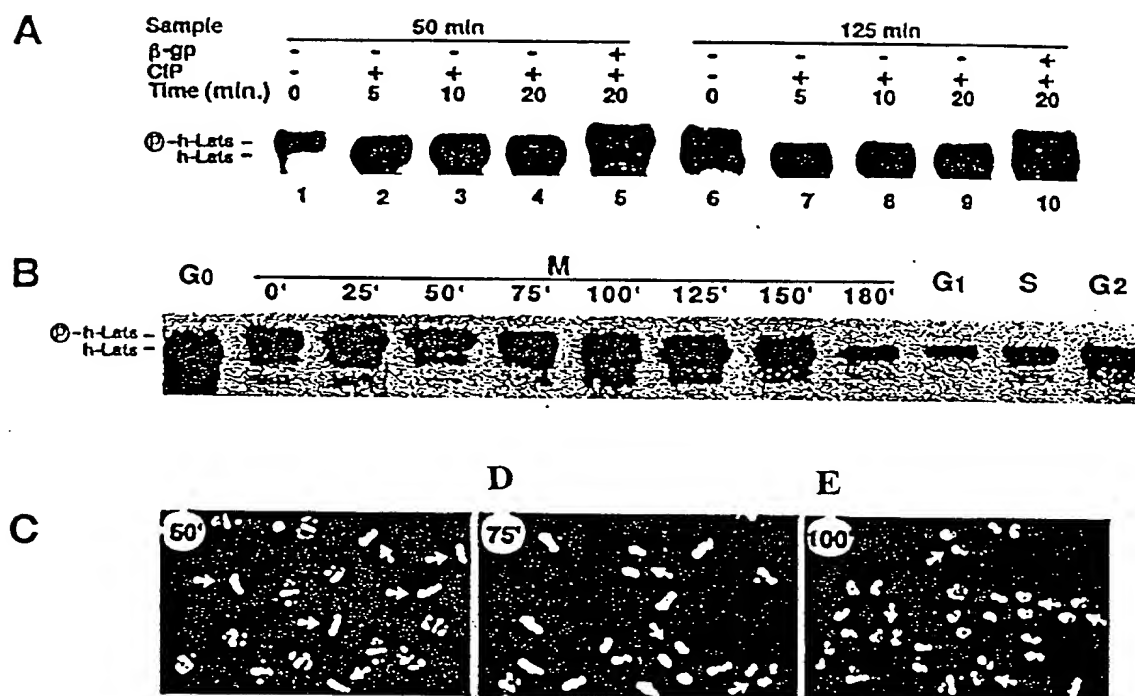 A
Sample 50 min 125 min
β-gp - - - - + - - - - +
CIP - + + + + - + + + +
Time (min.) 0 5 10 20 20 0 5 10 20 20
Ⓟ-h-Lats -
h-Lats -
1 2 3 4 5 6 7 8 9 10
B
G0 M G1 S G2
0' 25' 50' 75' 100' 125' 150' 180'
Ⓟ-h-Lats -
h-Lats -
D E
C
50' 75' 100'